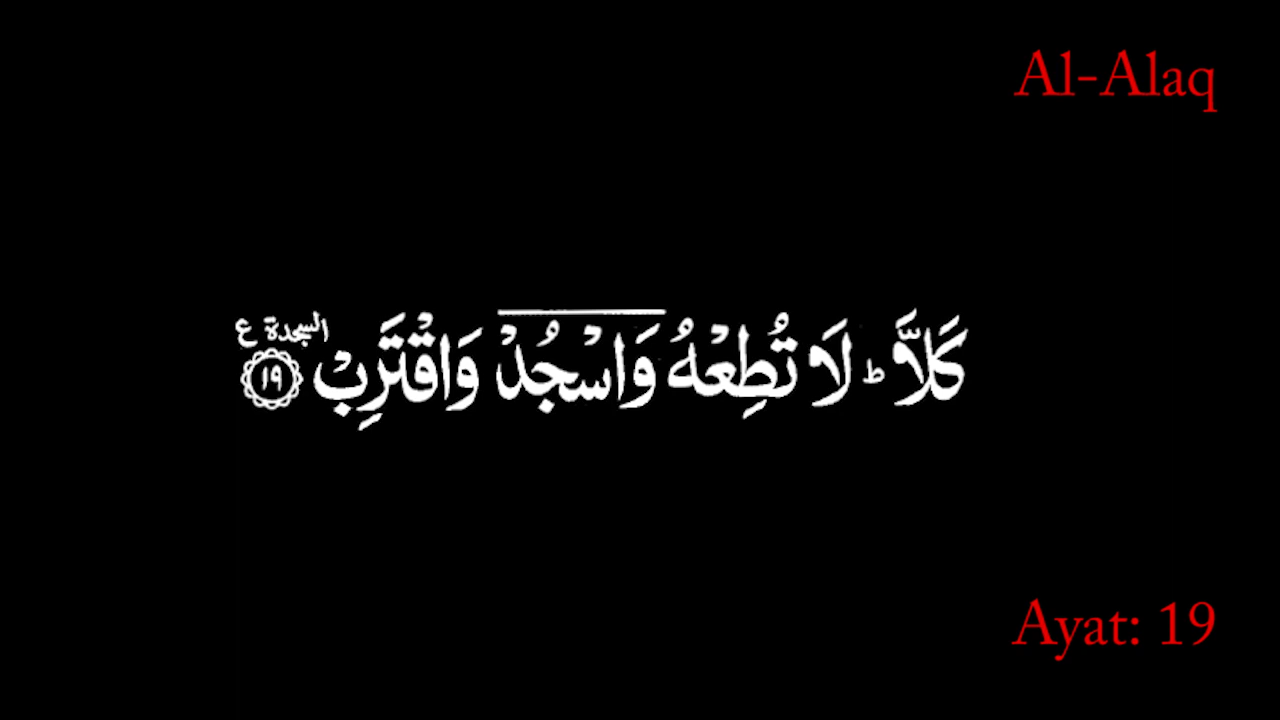 Al-Alaq
كَلَّا ؕ لَا تُطِعْهُ وَاسْجُدْ وَاقْتَرِبْ السجدة ع ١٩
Ayat: 19